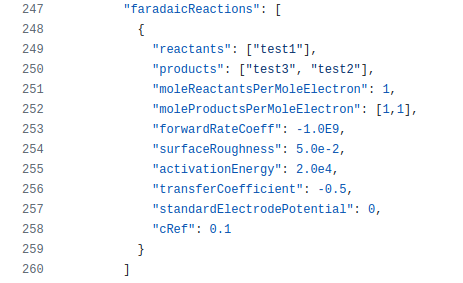 247 "faradaicReactions": [
248 {
249 "reactants": ["test1"],
250 "products": ["test3", "test2"],
251 "moleReactantsPerMoleElectron": 1,
252 "moleProductsPerMoleElectron": [1,1],
253 "forwardRateCoeff": -1.0E9,
254 "surfaceRoughness": 5.0e-2,
255 "activationEnergy": 2.0e4,
256 "transferCoefficient": -0.5,
257 "standardElectrodePotential": 0,
258 "cRef": 0.1
259 }
260 ]